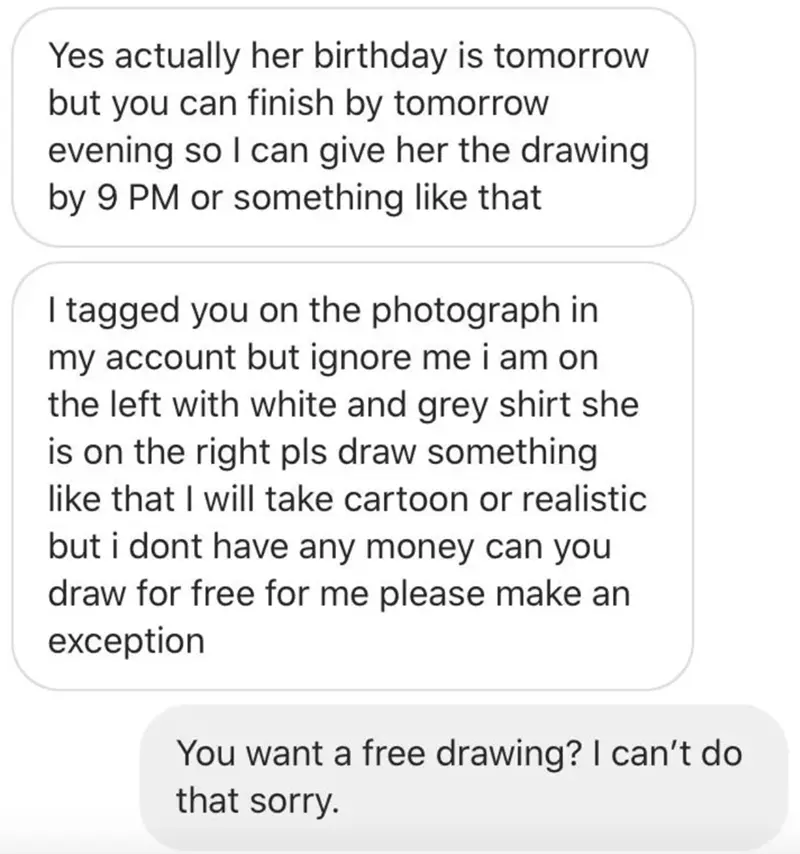 Yes actually her birthday is tomorrow
but you can finish by tomorrow
evening so I can give her the drawing
by 9 PM or something like that
I tagged you on the photograph in
my account but ignore me i am on
the left with white and grey shirt she
is on the right pls draw something
like that I will take cartoon or realistic
but i dont have any money can you
draw for free for me please make an
exception
You want a free drawing? I can’t do
that sorry.